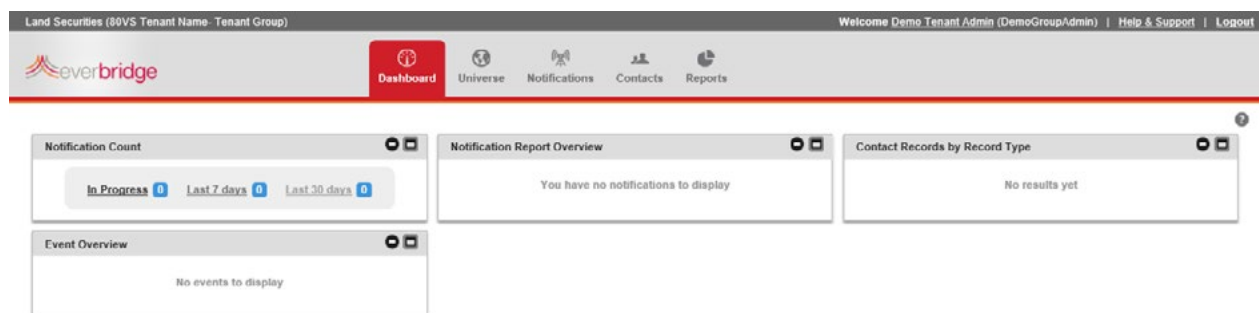 Land Securities (80VS Tenant Name- Tenant Group)
Welcome Demo Tenant Admin (DemoGroupAdmin) | Help & Support | Logout
everbridge
Dashboard
Universe
Notifications
Contacts
Reports
?
Notification Count
In Progress 0 Last 7 days 0 Last 30 days 0
Notification Report Overview
You have no notifications to display
Contact Records by Record Type
No results yet
Event Overview
No events to display